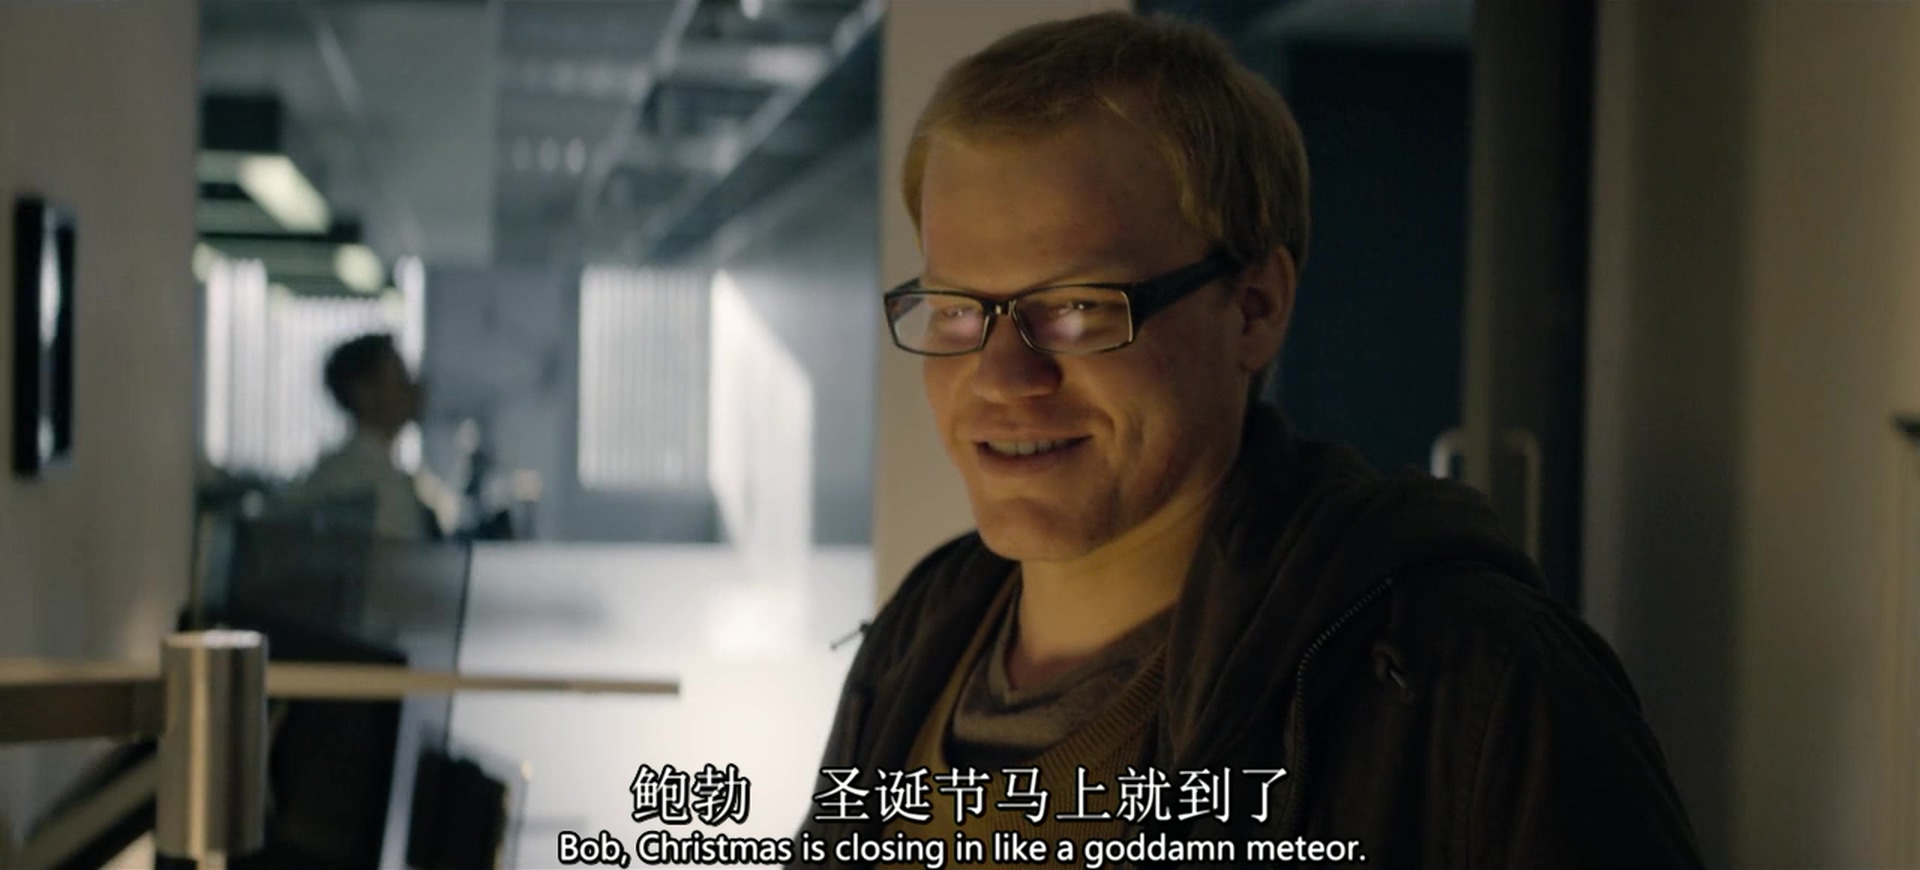 鲍勃 圣诞节马上就到了
Bob, Christmas is closing in like a goddamn meteor.